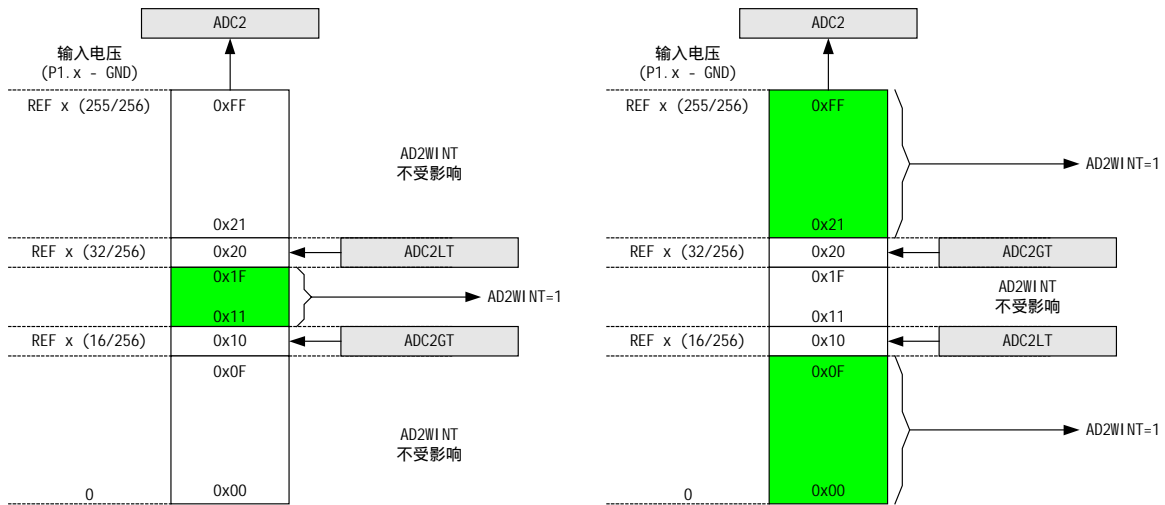 ADC2
输入电压
(P1.x - GND)
REF x (255/256)
0xFF
AD2WINT
不受影响
0x21
REF x (32/256)
0x20
ADC2LT
0x1F
AD2WINT=1
0x11
REF x (16/256)
0x10
ADC2GT
0x0F
AD2WINT
不受影响
0
0x00
ADC2
输入电压
(P1.x - GND)
REF x (255/256)
0xFF
AD2WINT=1
0x21
REF x (32/256)
0x20
ADC2GT
0x1F
AD2WINT
不受影响
0x11
REF x (16/256)
0x10
ADC2LT
0x0F
AD2WINT=1
0
0x00